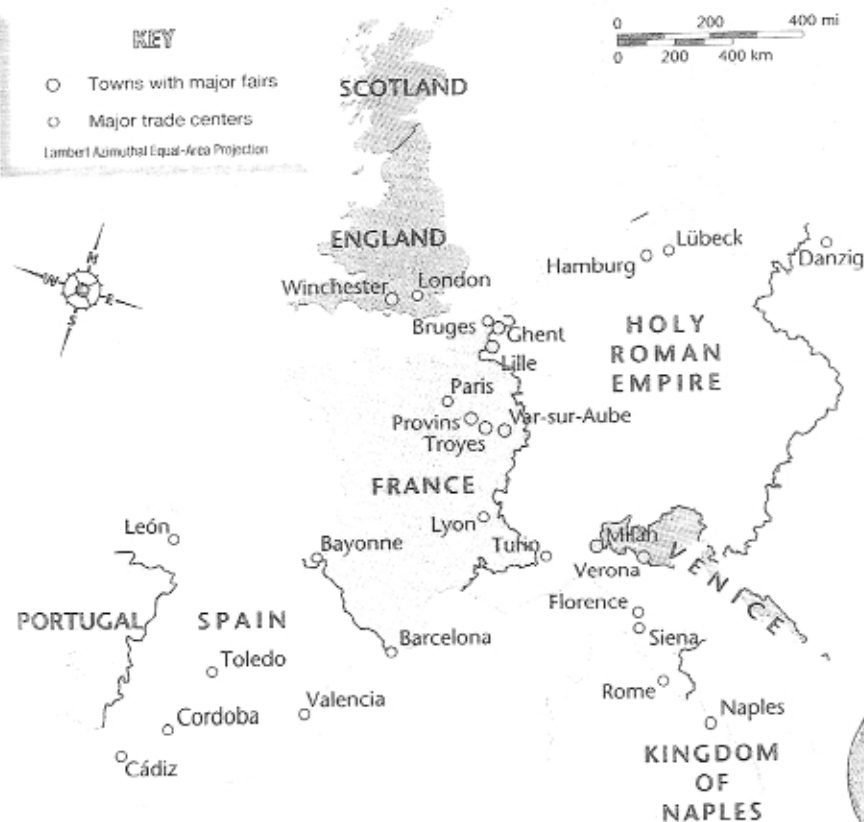 KEY
Towns with major fairs
Major trade centers
Lambert Azimuthal Equal-Area Projection
0 200 400 mi
0 200 400 km
SCOTLAND
ENGLAND
Winchester
London
Hamburg
Lübeck
Danzig
N
W
E
S
Bruges
Ghent
Lille
HOLY
ROMAN
EMPIRE
Paris
Provins
Var-sur-Aube
Troyes
FRANCE
Lyon
León
Bayonne
Turin
Milan
Verona
VENICE
PORTUGAL
SPAIN
Florence
Siena
Barcelona
Toledo
Rome
Valencia
Naples
Cordoba
Cádiz
KINGDOM
OF
NAPLES